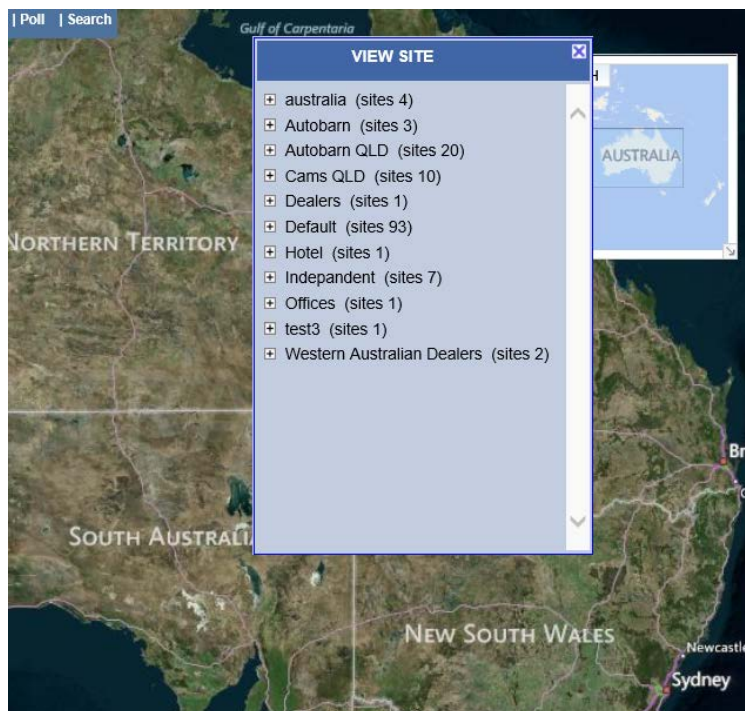 | Poll | Search
Gulf of Carpentaria
VIEW SITE
australia (sites 4)
Autobarn (sites 3)
Autobarn QLD (sites 20)
Cams QLD (sites 10)
Dealers (sites 1)
Default (sites 93)
Hotel (sites 1)
Indepandent (sites 7)
Offices (sites 1)
test3 (sites 1)
Western Australian Dealers (sites 2)
H
AUSTRALIA
NORTHERN TERRITORY
SOUTH AUSTRALIA
NEW SOUTH WALES
Br
Newcastle
Sydney